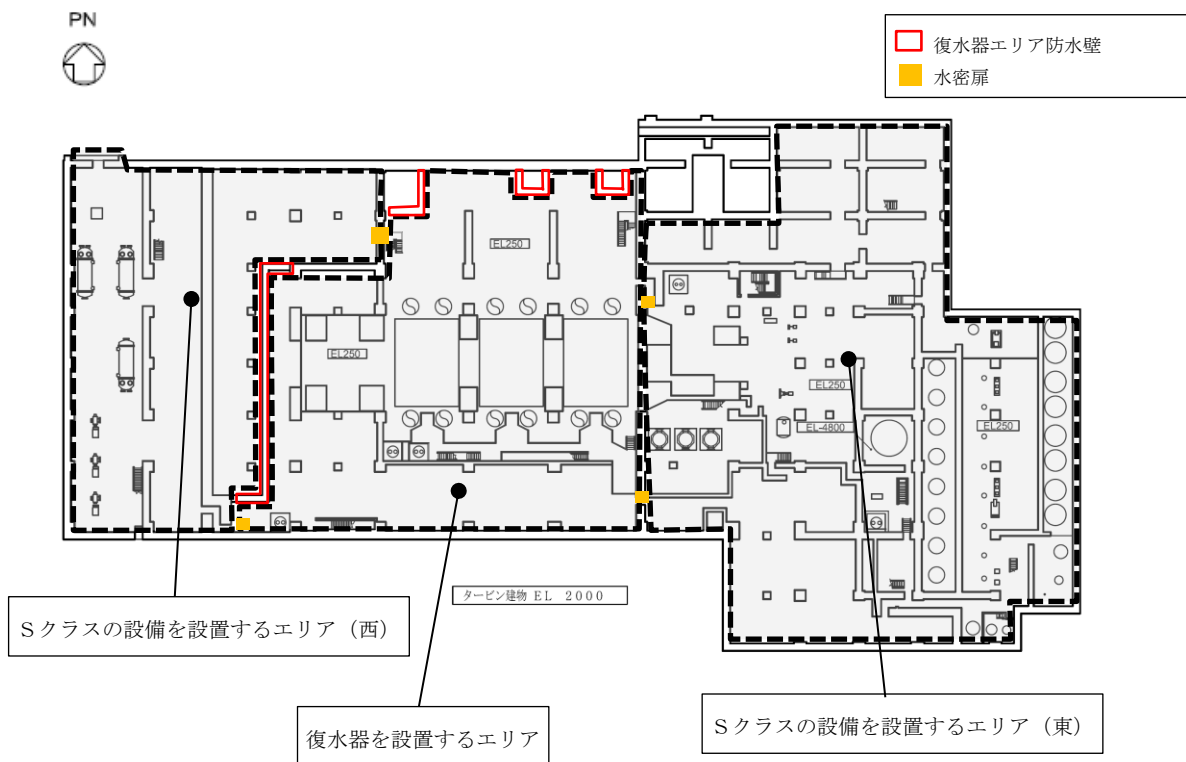 PN
復水器エリア防水壁
水密扉
EL250
EL250
EL250
EL-4800
EL250
タービン建物 EL 2000
Sクラスの設備を設置するエリア（西）
復水器を設置するエリア
Sクラスの設備を設置するエリア（東）